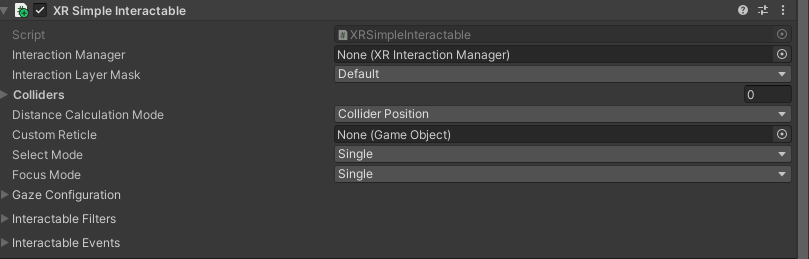 XR Simple Interactable
Script XRSimpleInteractable
Interaction Manager None (XR Interaction Manager)
Interaction Layer Mask Default
Colliders 0
Distance Calculation Mode Collider Position
Custom Reticle None (Game Object)
Select Mode Single
Focus Mode Single
Gaze Configuration
Interactable Filters
Interactable Events